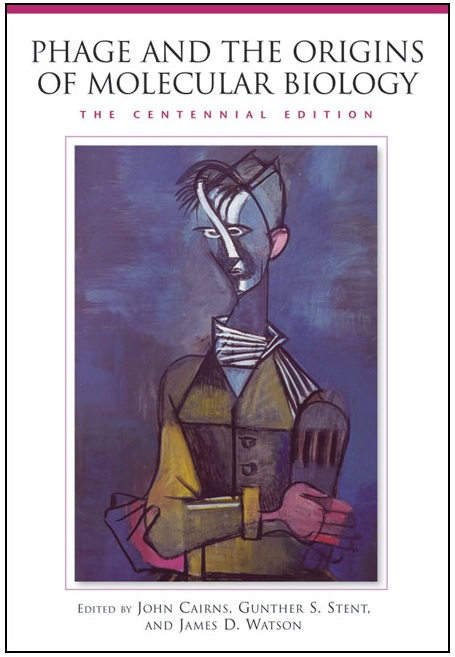 PHAGE AND THE ORIGINS
OF MOLECULAR BIOLOGY
THE CENTENNIAL EDITION
EDITED BY JOHN CAIRNS, GUNTHER S. STENT,
AND JAMES D. WATSON